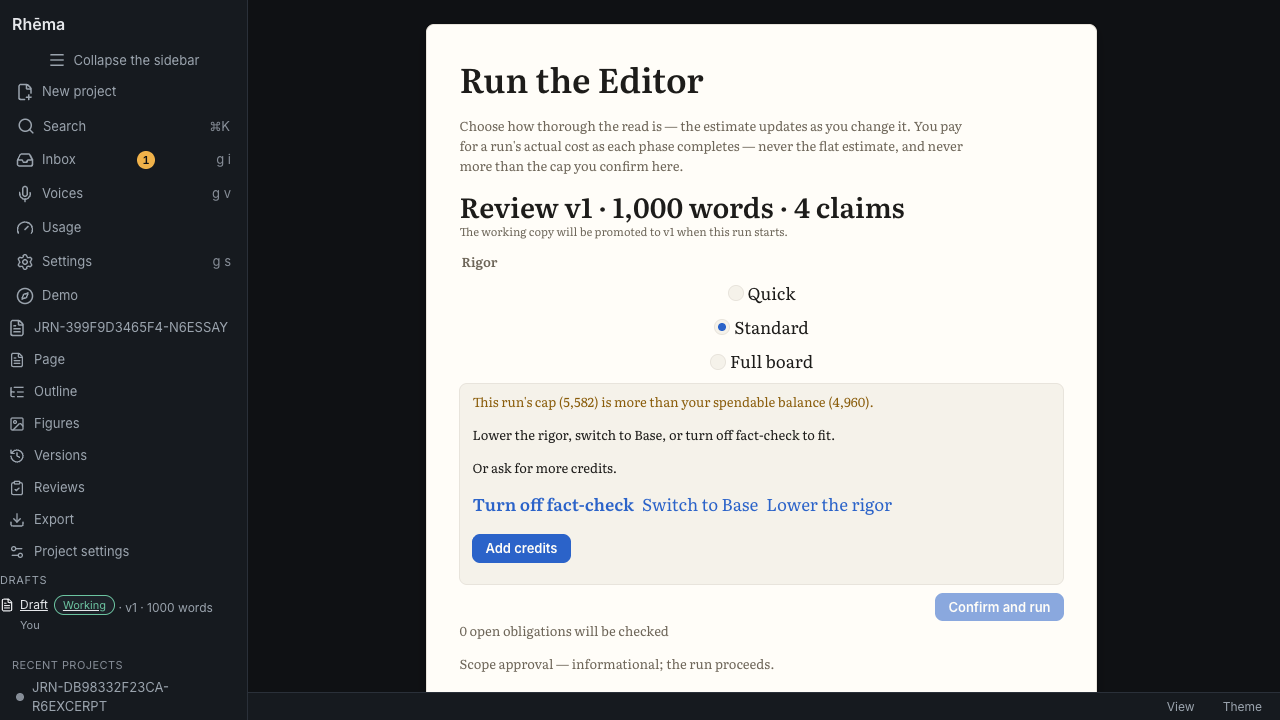 Rhēma
Collapse the sidebar
New project
Search ⌘K
Inbox 1 g i
Voices g v
Usage
Settings g s
Demo
JRN-399F9D3465F4-N6ESSAY
Page
Outline
Figures
Versions
Reviews
Export
Project settings
DRAFTS
Draft Working · v1 · 1000 words
You
RECENT PROJECTS
JRN-DB98332F23CA-
R6EXCERPT
Run the Editor
Choose how thorough the read is — the estimate updates as you change it. You pay
for a run's actual cost as each phase completes — never the flat estimate, and never
more than the cap you confirm here.
Review v1 · 1,000 words · 4 claims
The working copy will be promoted to v1 when this run starts.
Rigor
Quick
Standard
Full board
This run's cap (5,582) is more than your spendable balance (4,960).
Lower the rigor, switch to Base, or turn off fact-check to fit.
Or ask for more credits.
Turn off fact-check Switch to Base Lower the rigor
Add credits
Confirm and run
0 open obligations will be checked
Scope approval — informational; the run proceeds.
View Theme